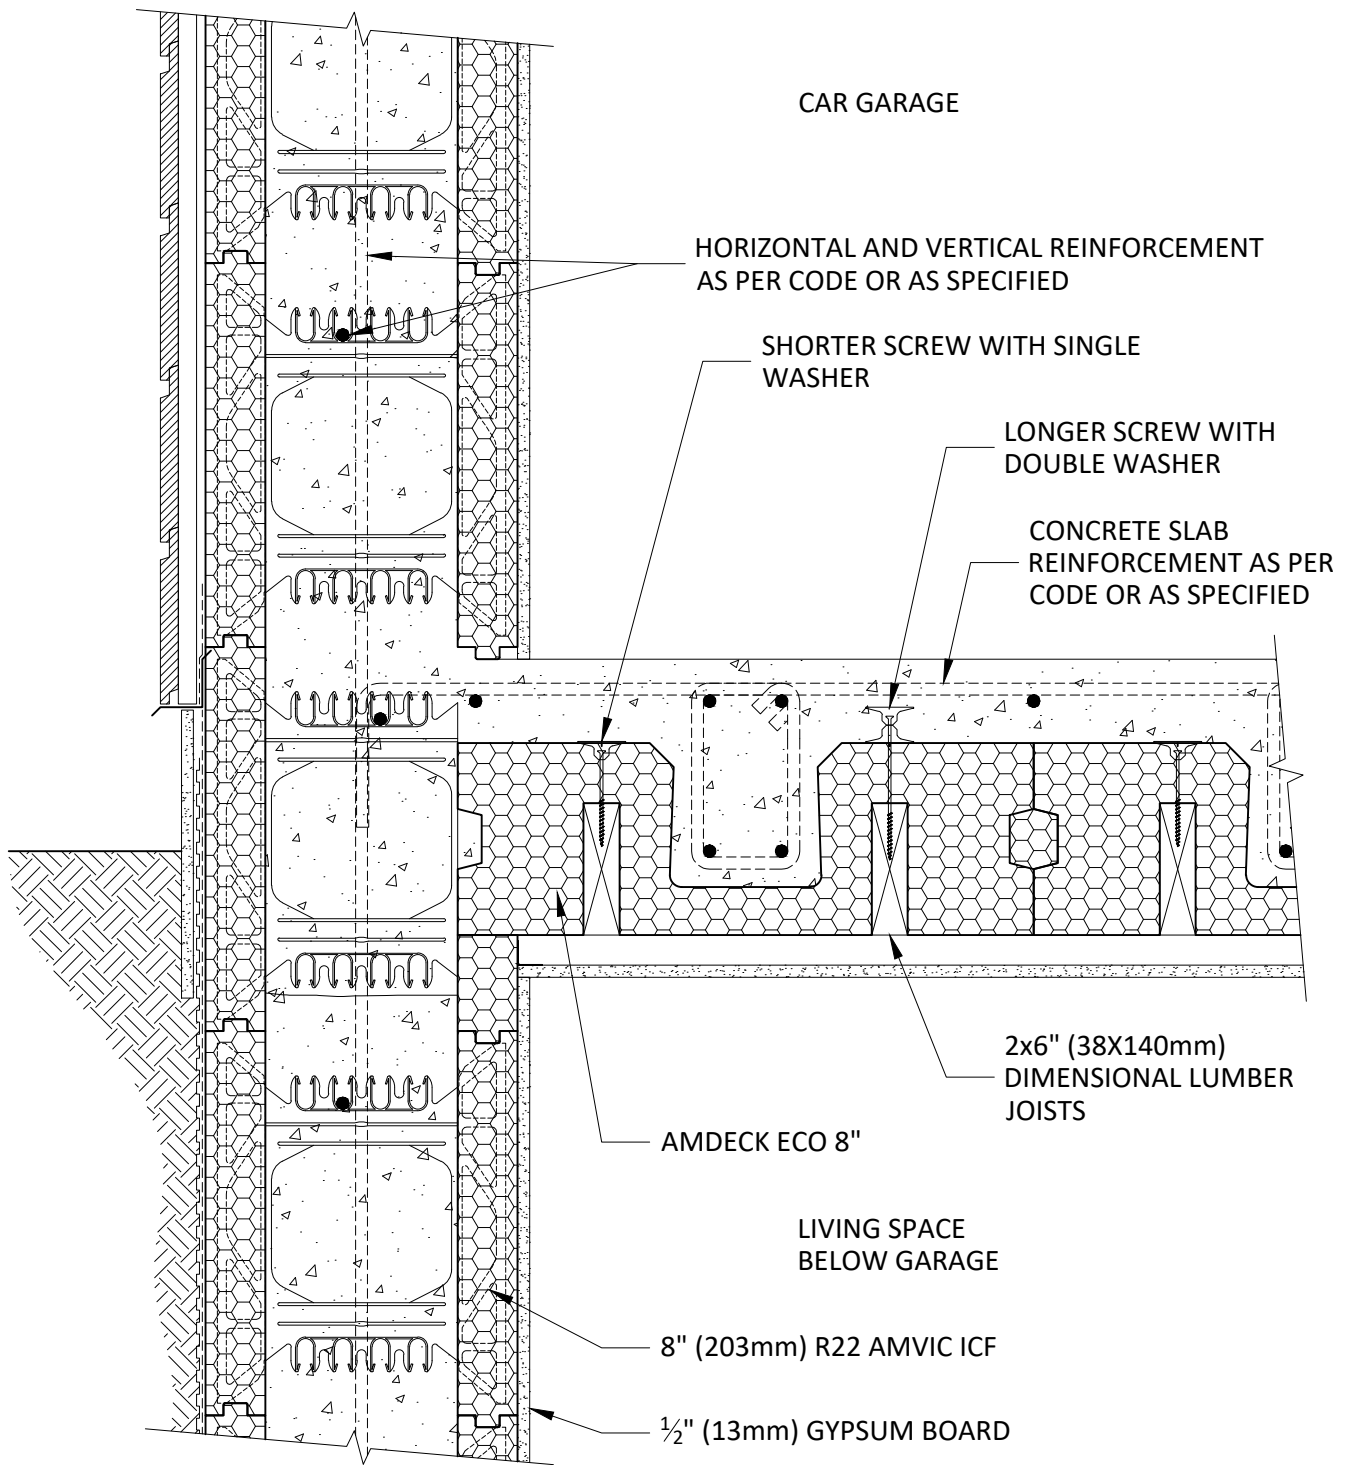 CAR GARAGE
HORIZONTAL AND VERTICAL REINFORCEMENT
AS PER CODE OR AS SPECIFIED
SHORTER SCREW WITH SINGLE
WASHER
LONGER SCREW WITH
DOUBLE WASHER
CONCRETE SLAB
REINFORCEMENT AS PER
CODE OR AS SPECIFIED
2x6" (38X140mm)
DIMENSIONAL LUMBER
JOISTS
AMDECK ECO 8"
LIVING SPACE
BELOW GARAGE
8" (203mm) R22 AMVIC ICF
½" (13mm) GYPSUM BOARD